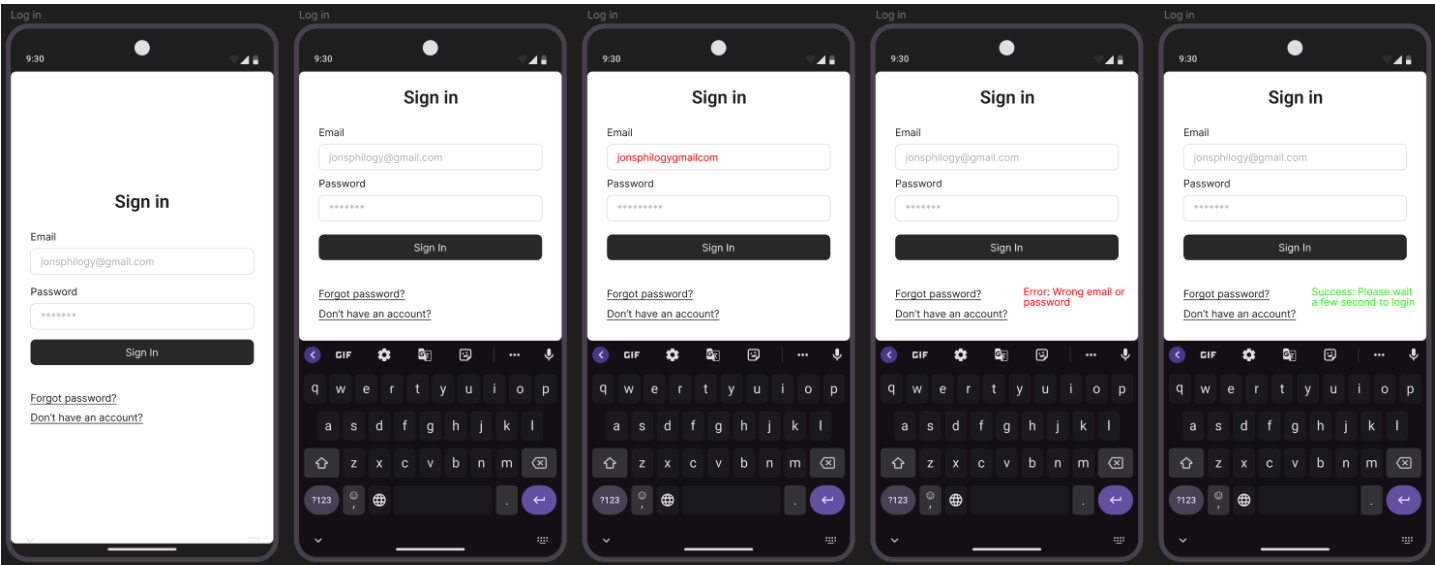 Log in
9:30
Sign in
Email
jonsphilogy@gmail.com
Password
*******
Sign In
Forgot password?
Don't have an account?
Log in
9:30
Sign in
Email
jonsphilogy@gmail.com
Password
*******
Sign In
Forgot password?
Don't have an account?
GIF
q w e r t y u i o p
a s d f g h j k l
z x c v b n m
?123 , .
Log in
9:30
Sign in
Email
jonsphilogygmailcom
Password
*********
Sign In
Forgot password?
Don't have an account?
GIF
q w e r t y u i o p
a s d f g h j k l
z x c v b n m
?123 , .
Log in
9:30
Sign in
Email
jonsphilogy@gmail.com
Password
*******
Sign In
Forgot password?
Don't have an account?
Error: Wrong email or
password
GIF
q w e r t y u i o p
a s d f g h j k l
z x c v b n m
?123 , .
Log in
9:30
Sign in
Email
jonsphilogy@gmail.com
Password
*******
Sign In
Forgot password?
Don't have an account?
Success: Please wait
a few second to login
GIF
q w e r t y u i o p
a s d f g h j k l
z x c v b n m
?123 , .